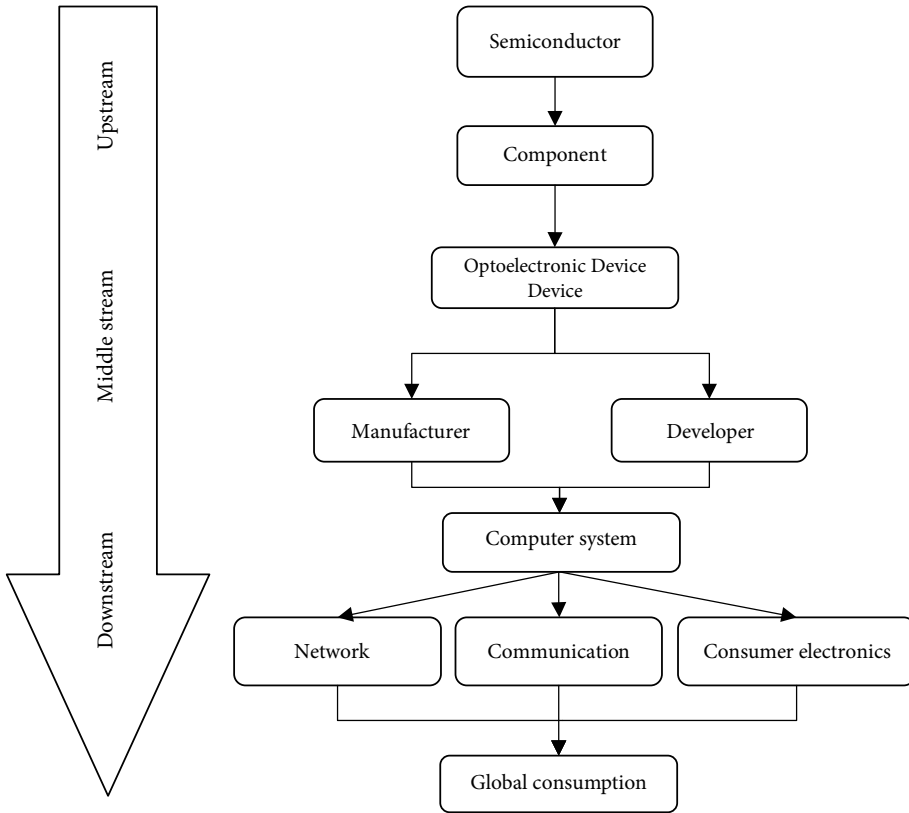 Upstream
Middle stream
Downstream
Semiconductor
Component
Optoelectronic Device
Device
Manufacturer
Developer
Computer system
Network
Communication
Consumer electronics
Global consumption